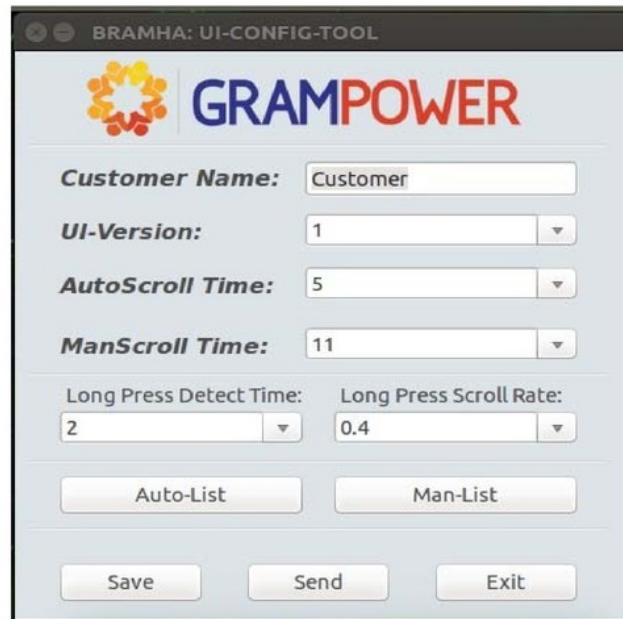 BRAMHA: UI-CONFIG-TOOL
GRAMPOWER
Customer Name: Customer
UI-Version: 1
AutoScroll Time: 5
ManScroll Time: 11
Long Press Detect Time: Long Press Scroll Rate:
2 0.4
Auto-List Man-List
Save Send Exit